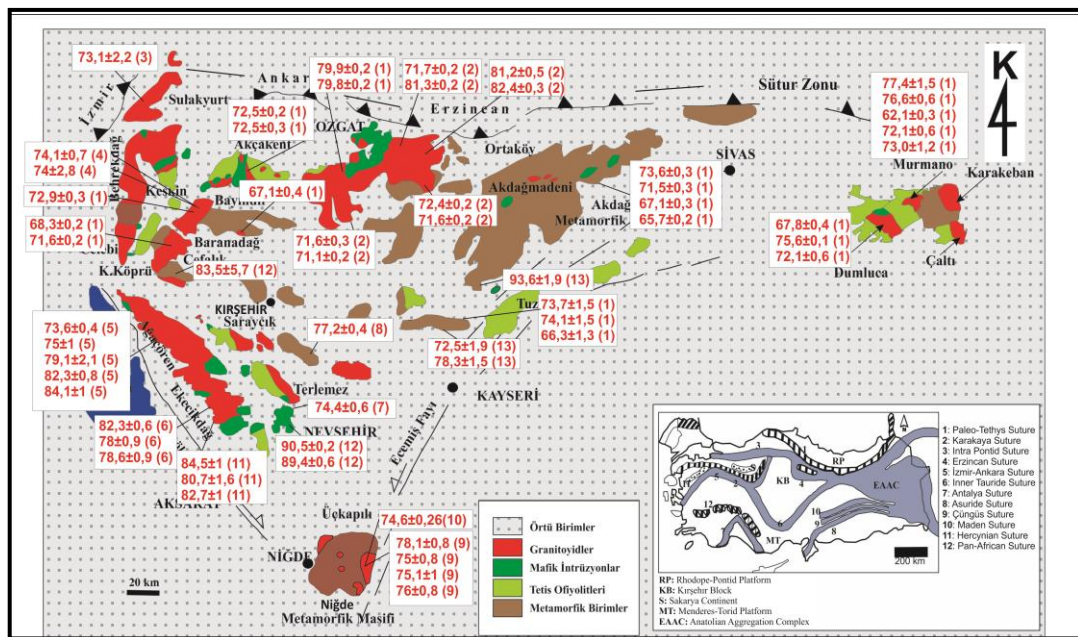 73,1±2,2 (3)
Sulakyurt
İzmir
Ankar
79,9±0,2 (1)
79,8±0,2 (1)
71,7±0,2 (2)
81,3±0,2 (2)
81,2±0,5 (2)
82,4±0,3 (2)
Erzincan
Sütur Zonu
K
77,4±1,5 (1)
76,6±0,6 (1)
62,1±0,3 (1)
72,1±0,6 (1)
73,0±1,2 (1)
Murmano
Karakeban
72,5±0,2 (1)
72,5±0,3 (1)
OZGAT
Akçakent
Ortaköy
SİVAS
74,1±0,7 (4)
74±2,8 (4)
Behrekdağ
Keskin
72,9±0,3 (1)
67,1±0,4 (1)
Akdağmadeni
72,4±0,2 (2)
71,6±0,2 (2)
Akdağ
Metamorfik
73,6±0,3 (1)
71,5±0,3 (1)
67,1±0,3 (1)
65,7±0,2 (1)
68,3±0,2 (1)
71,6±0,2 (1)
Baranadağ
K.Köprü
83,5±5,7 (12)
71,6±0,3 (2)
71,1±0,2 (2)
67,8±0,4 (1)
75,6±0,1 (1)
72,1±0,6 (1)
Dumluca
Çaltı
93,6±1,9 (13)
KIRŞEHİR
Saraycık
77,2±0,4 (8)
Tuz
73,7±1,5 (1)
74,1±1,5 (1)
66,3±1,3 (1)
72,5±1,9 (13)
78,3±1,5 (13)
73,6±0,4 (5)
75±1 (5)
79,1±2,1 (5)
82,3±0,8 (5)
84,1±1 (5)
Ağaçören
Ekecikdağ
Terlemez
74,4±0,6 (7)
KAYSERİ
NEVŞEHİR
82,3±0,6 (6)
78±0,9 (6)
78,6±0,9 (6)
90,5±0,2 (12)
89,4±0,6 (12)
84,5±1 (11)
80,7±1,6 (11)
82,7±1 (11)
AKSARAY
Ecemiş Fayı
Üçkapılı
74,6±0,26(10)
78,1±0,8 (9)
75±0,8 (9)
75,1±1 (9)
76±0,8 (9)
NİĞDE
Niğde
Metamorfik Masifi
20 km
Örtü Birimler
Granitoyidler
Mafik İntrüzyonlar
Tetis Ofiyolitleri
Metamorfik Birimler
RP
KB
EAAC
MT
S
1
2
3
4
5
6
7
8
9
10
11
12
200 km
1: Paleo-Tethys Suture
2: Karakaya Suture
3: Intra Pontid Suture
4: Erzincan Suture
5: İzmir-Ankara Suture
6: Inner Tauride Suture
7: Antalya Suture
8: Asuride Suture
9: Çüngüş Suture
10: Maden Suture
11: Hercynian Suture
12: Pan-African Suture
RP: Rhodope-Pontid Platform
KB: Kırşehır Block
S: Sakarya Continent
MT: Menderes-Torid Platform
EAAC: Anatolian Aggregation Complex